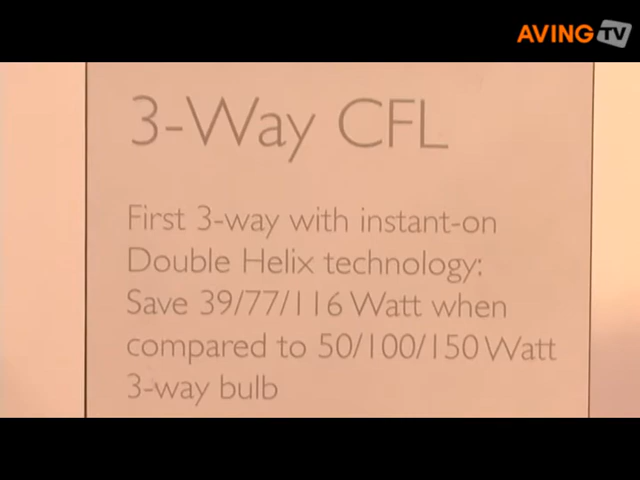 AVING TV
3-Way CFL
First 3-way with instant-on
Double Helix technology:
Save 39/77/116 Watt when
compared to 50/100/150 Watt
3-way bulb